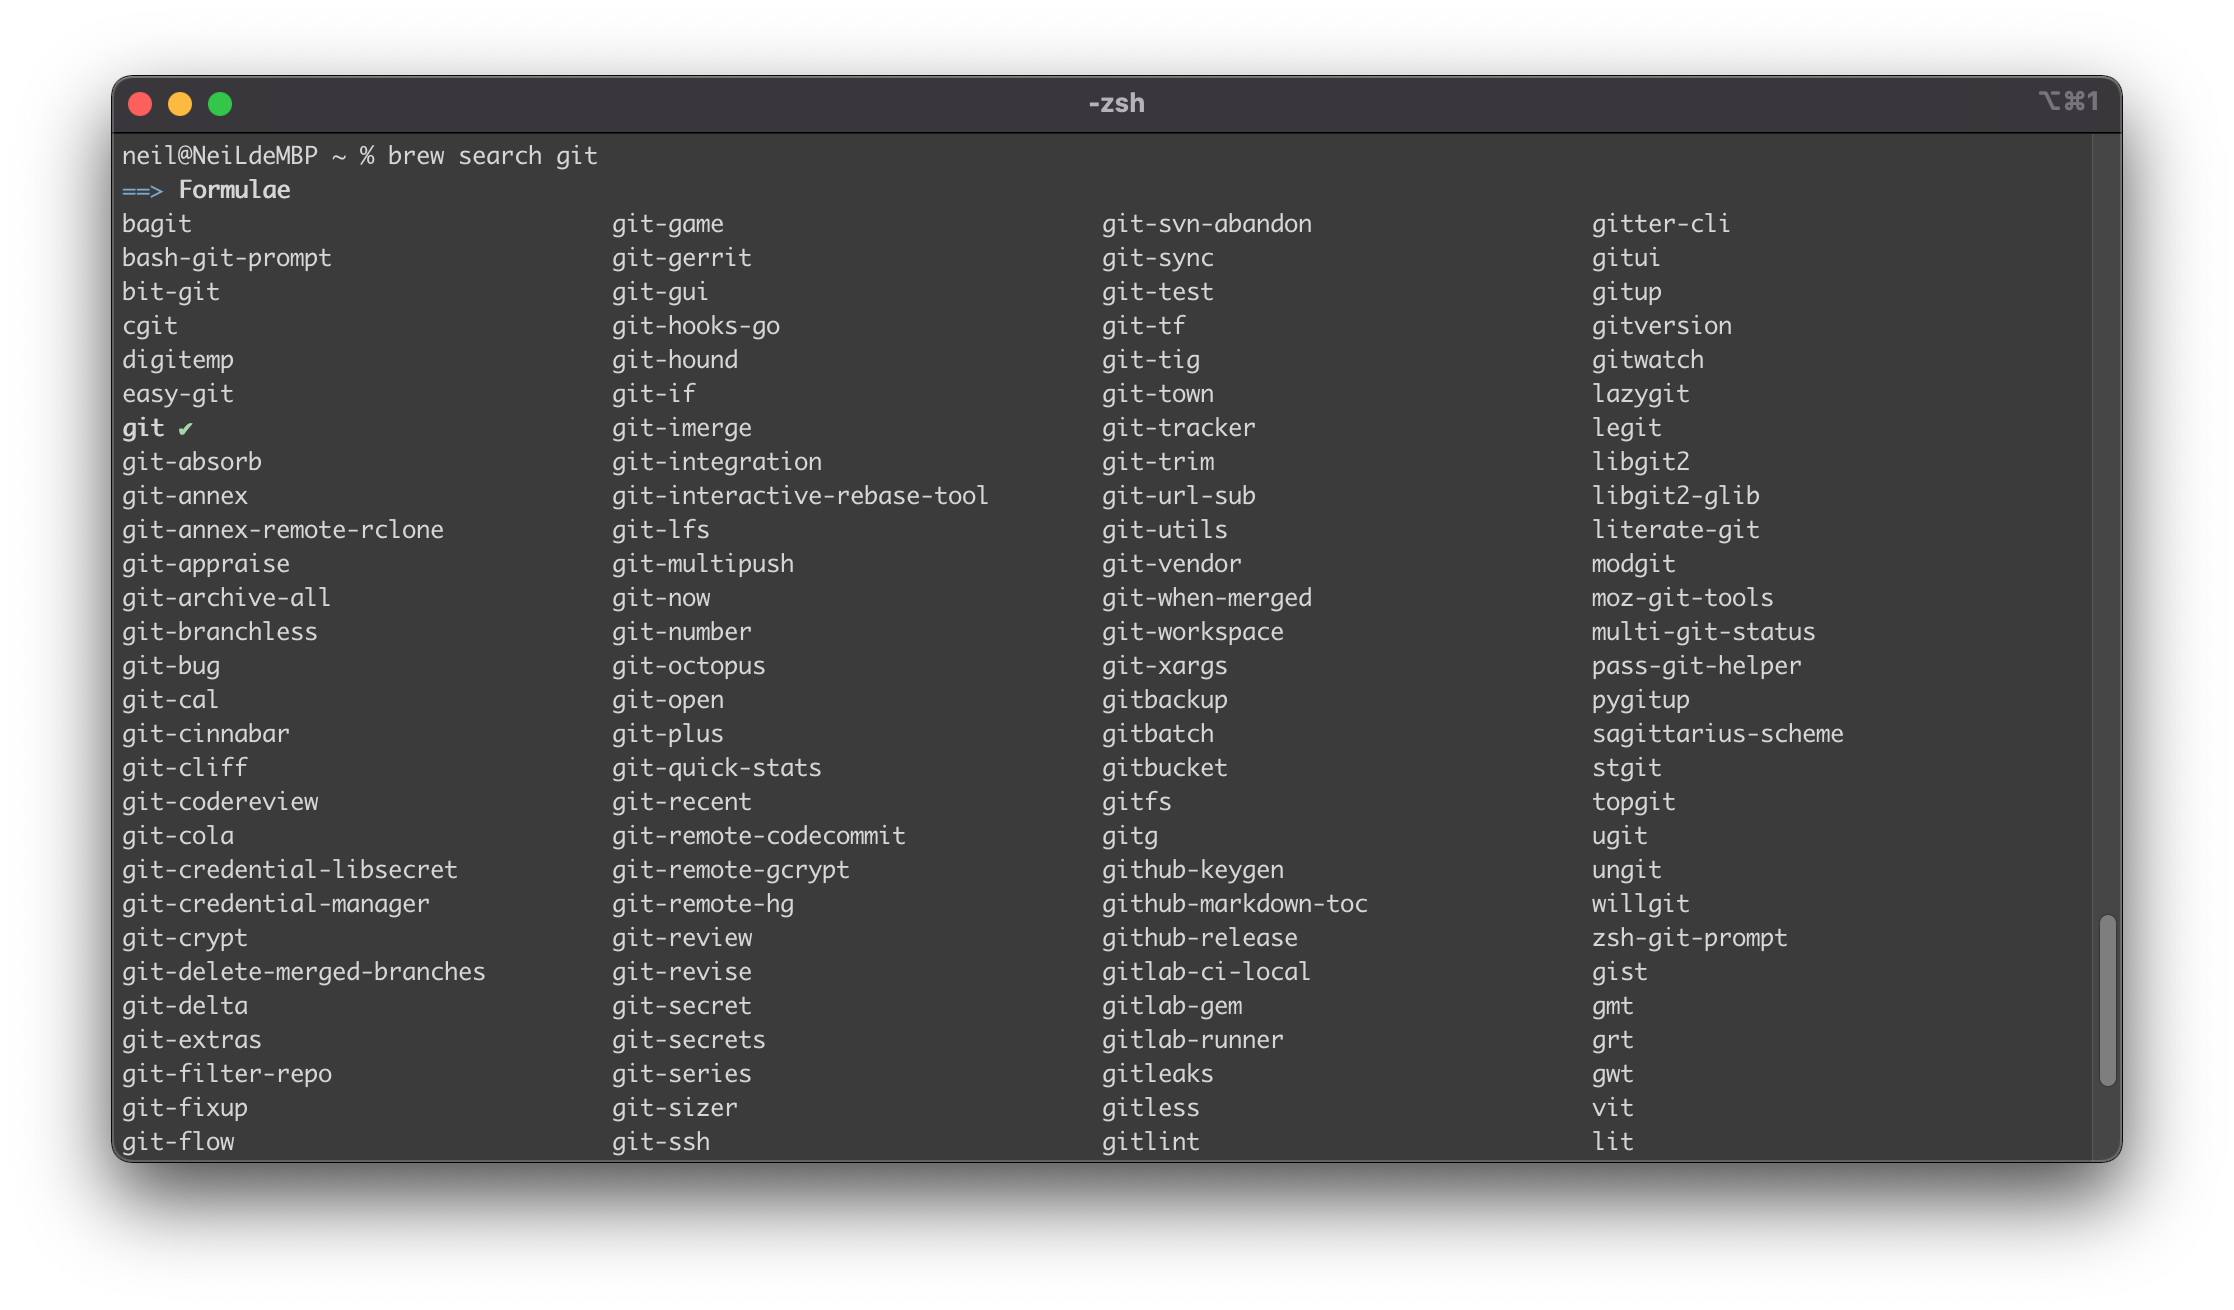 -zsh ⌥⌘1
neil@NeiLdeMBP ~ % brew search git
==> Formulae
bagit git-game git-svn-abandon gitter-cli
bash-git-prompt git-gerrit git-sync gitui
bit-git git-gui git-test gitup
cgit git-hooks-go git-tf gitversion
digitemp git-hound git-tig gitwatch
easy-git git-if git-town lazygit
git ✔ git-imerge git-tracker legit
git-absorb git-integration git-trim libgit2
git-annex git-interactive-rebase-tool git-url-sub libgit2-glib
git-annex-remote-rclone git-lfs git-utils literate-git
git-appraise git-multipush git-vendor modgit
git-archive-all git-now git-when-merged moz-git-tools
git-branchless git-number git-workspace multi-git-status
git-bug git-octopus git-xargs pass-git-helper
git-cal git-open gitbackup pygitup
git-cinnabar git-plus gitbatch sagittarius-scheme
git-cliff git-quick-stats gitbucket stgit
git-codereview git-recent gitfs topgit
git-cola git-remote-codecommit gitg ugit
git-credential-libsecret git-remote-gcrypt github-keygen ungit
git-credential-manager git-remote-hg github-markdown-toc willgit
git-crypt git-review github-release zsh-git-prompt
git-delete-merged-branches git-revise gitlab-ci-local gist
git-delta git-secret gitlab-gem gmt
git-extras git-secrets gitlab-runner grt
git-filter-repo git-series gitleaks gwt
git-fixup git-sizer gitless vit
git-flow git-ssh gitlint lit